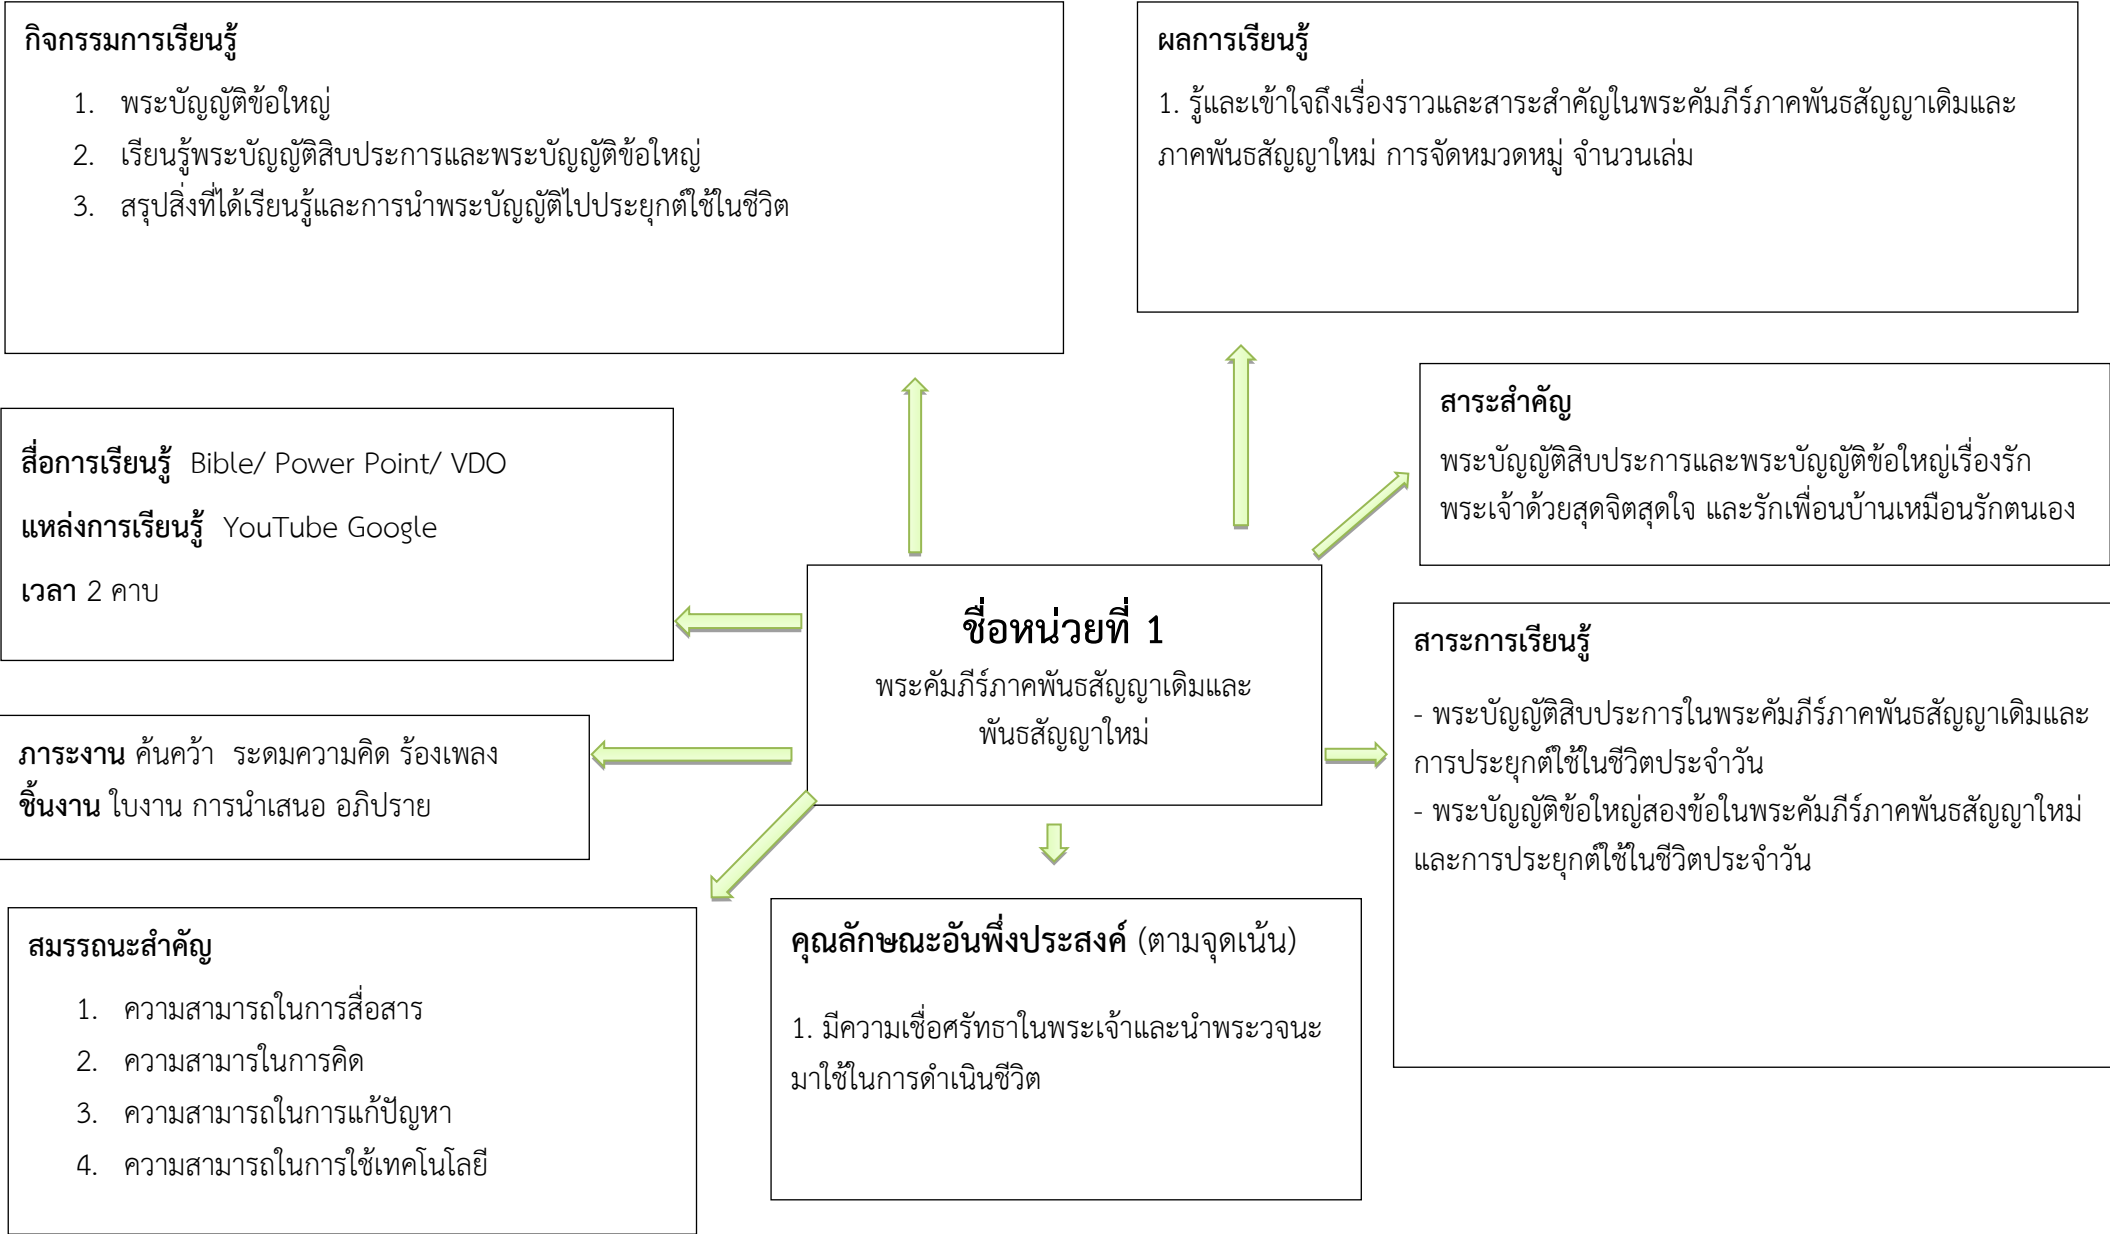 กิจกรรมการเรียนรู้
1. พระบัญญัติข้อใหญ่
2. เรียนรู้พระบัญญัติสิบประการและพระบัญญัติข้อใหญ่
3. สรุปสิ่งที่ได้เรียนรู้และการนำพระบัญญัติไปประยุกต์ใช้ในชีวิต
ผลการเรียนรู้
1. รู้และเข้าใจถึงเรื่องราวและสาระสำคัญในพระคัมภีร์ภาคพันธสัญญาเดิมและ
ภาคพันธสัญญาใหม่ การจัดหมวดหมู่ จำนวนเล่ม
สื่อการเรียนรู้ Bible/ Power Point/ VDO
แหล่งการเรียนรู้ YouTube Google
เวลา 2 คาบ
สาระสำคัญ
พระบัญญัติสิบประการและพระบัญญัติข้อใหญ่เรื่องรัก
พระเจ้าด้วยสุดจิตสุดใจ และรักเพื่อนบ้านเหมือนรักตนเอง
ชื่อหน่วยที่ 1
พระคัมภีร์ภาคพันธสัญญาเดิมและ
พันธสัญญาใหม่
สาระการเรียนรู้
- พระบัญญัติสิบประการในพระคัมภีร์ภาคพันธสัญญาเดิมและ
การประยุกต์ใช้ในชีวิตประจำวัน
- พระบัญญัติข้อใหญ่สองข้อในพระคัมภีร์ภาคพันธสัญญาใหม่
และการประยุกต์ใช้ในชีวิตประจำวัน
ภาระงาน ค้นคว้า ระดมความคิด ร้องเพลง
ชิ้นงาน ใบงาน การนำเสนอ อภิปราย
สมรรถนะสำคัญ
1. ความสามารถในการสื่อสาร
2. ความสามารในการคิด
3. ความสามารถในการแก้ปัญหา
4. ความสามารถในการใช้เทคโนโลยี
คุณลักษณะอันพึ่งประสงค์ (ตามจุดเน้น)
1. มีความเชื่อศรัทธาในพระเจ้าและนำพระวจนะ
มาใช้ในการดำเนินชีวิต